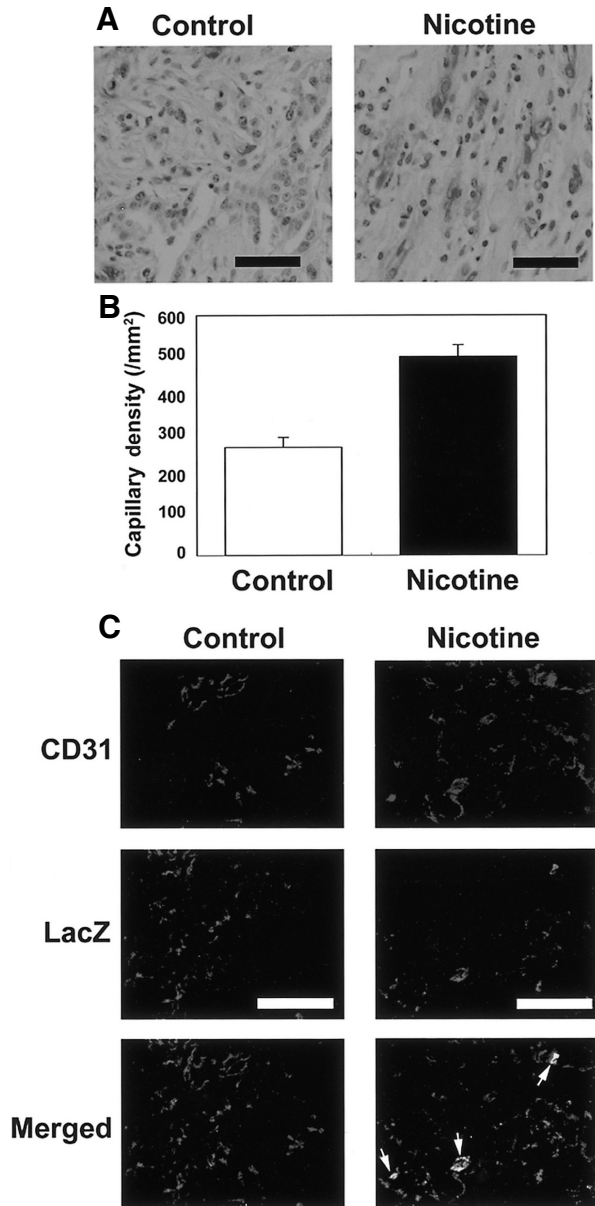 A
Control Nicotine
B
Capillary density (/mm²)
600
500
400
300
200
100
0
Control Nicotine
C
Control Nicotine
CD31
LacZ
Merged